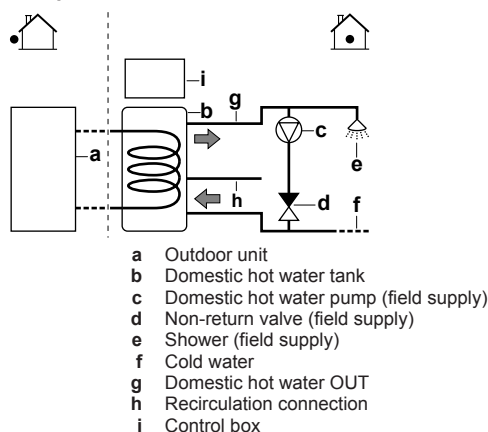 i
b
g
a
c
e
h
d
f
a Outdoor unit
b Domestic hot water tank
c Domestic hot water pump (field supply)
d Non-return valve (field supply)
e Shower (field supply)
f Cold water
g Domestic hot water OUT
h Recirculation connection
i Control box